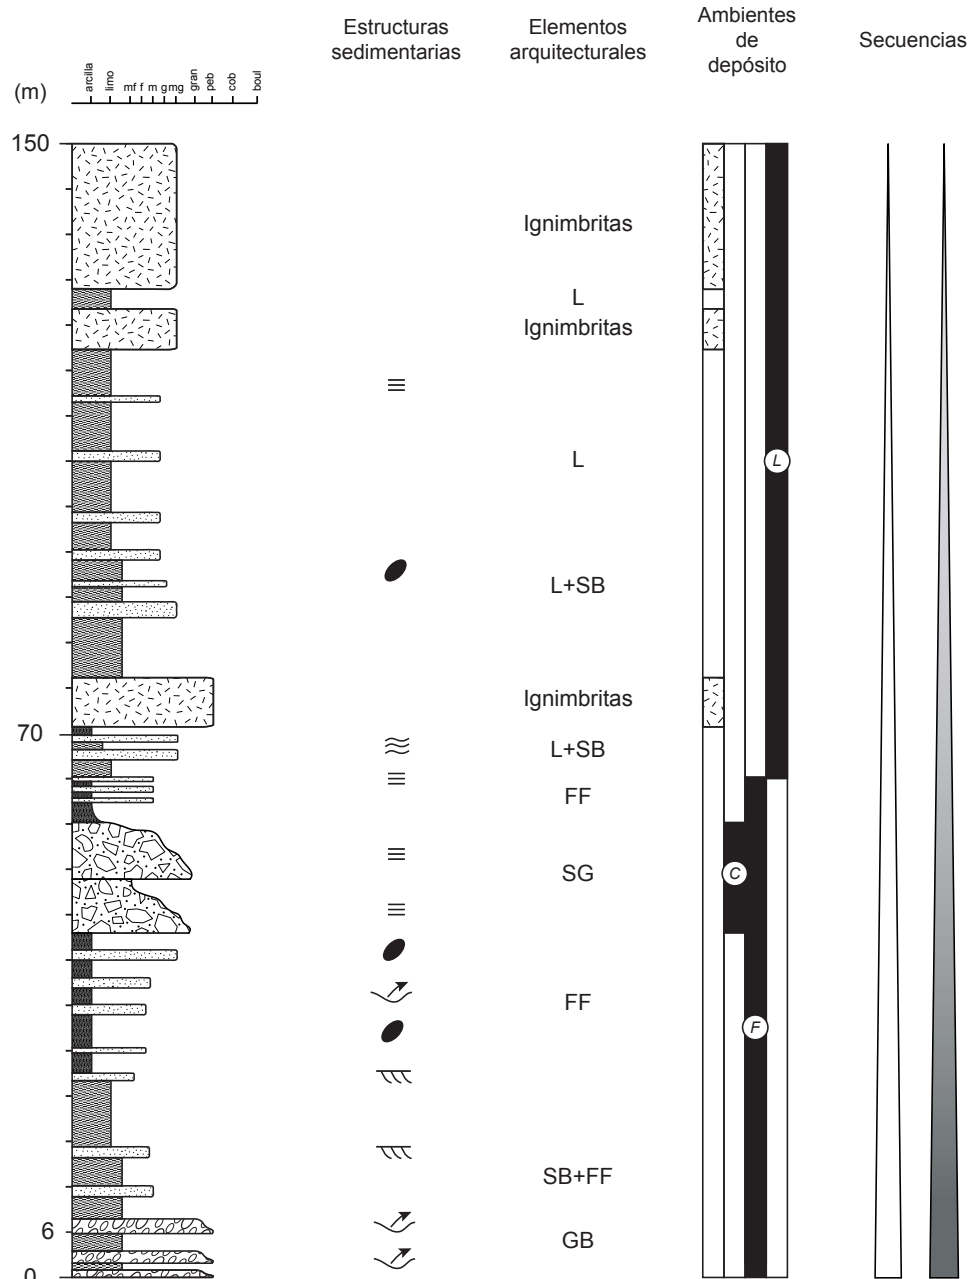 Estructuras
sedimentarias
Elementos
arquitecturales
Ambientes
de
depósito
Secuencias
(m)
arcilla
limo
mf f m g mg
gran
peb
cob
boul
150
Ignimbritas
L
Ignimbritas
L
L
L+SB
Ignimbritas
70
L+SB
FF
SG
C
FF
F
SB+FF
6
GB
0